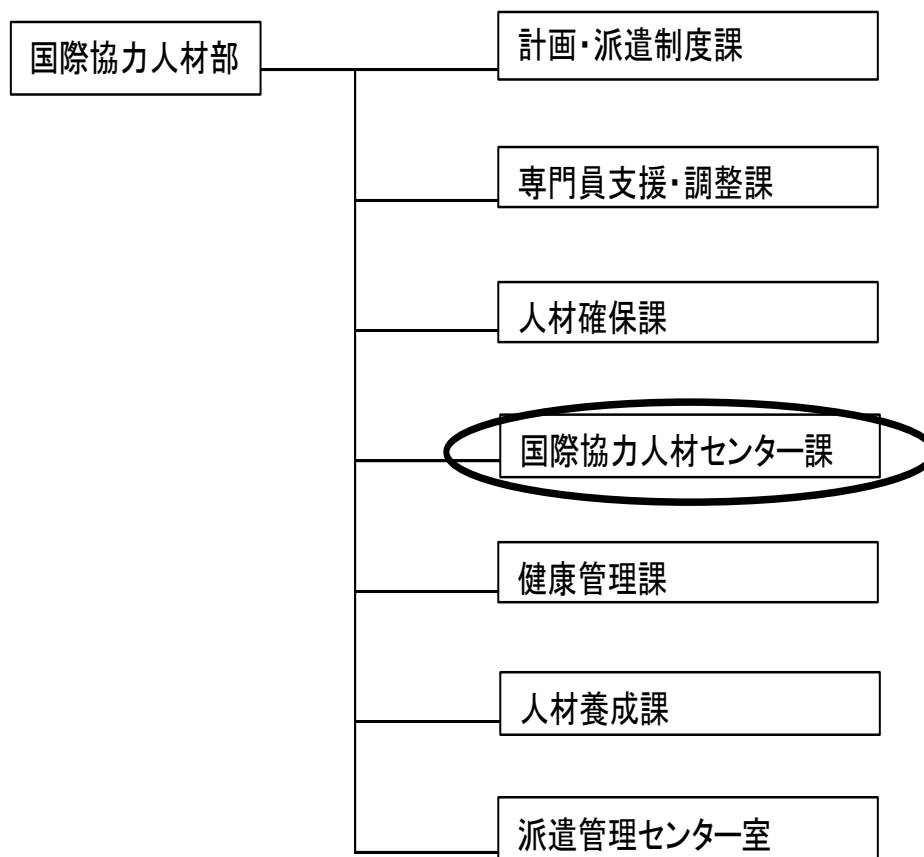 国際協力人材部
計画・派遣制度課
専門員支援・調整課
人材確保課
国際協力人材センター課
健康管理課
人材養成課
派遣管理センター室